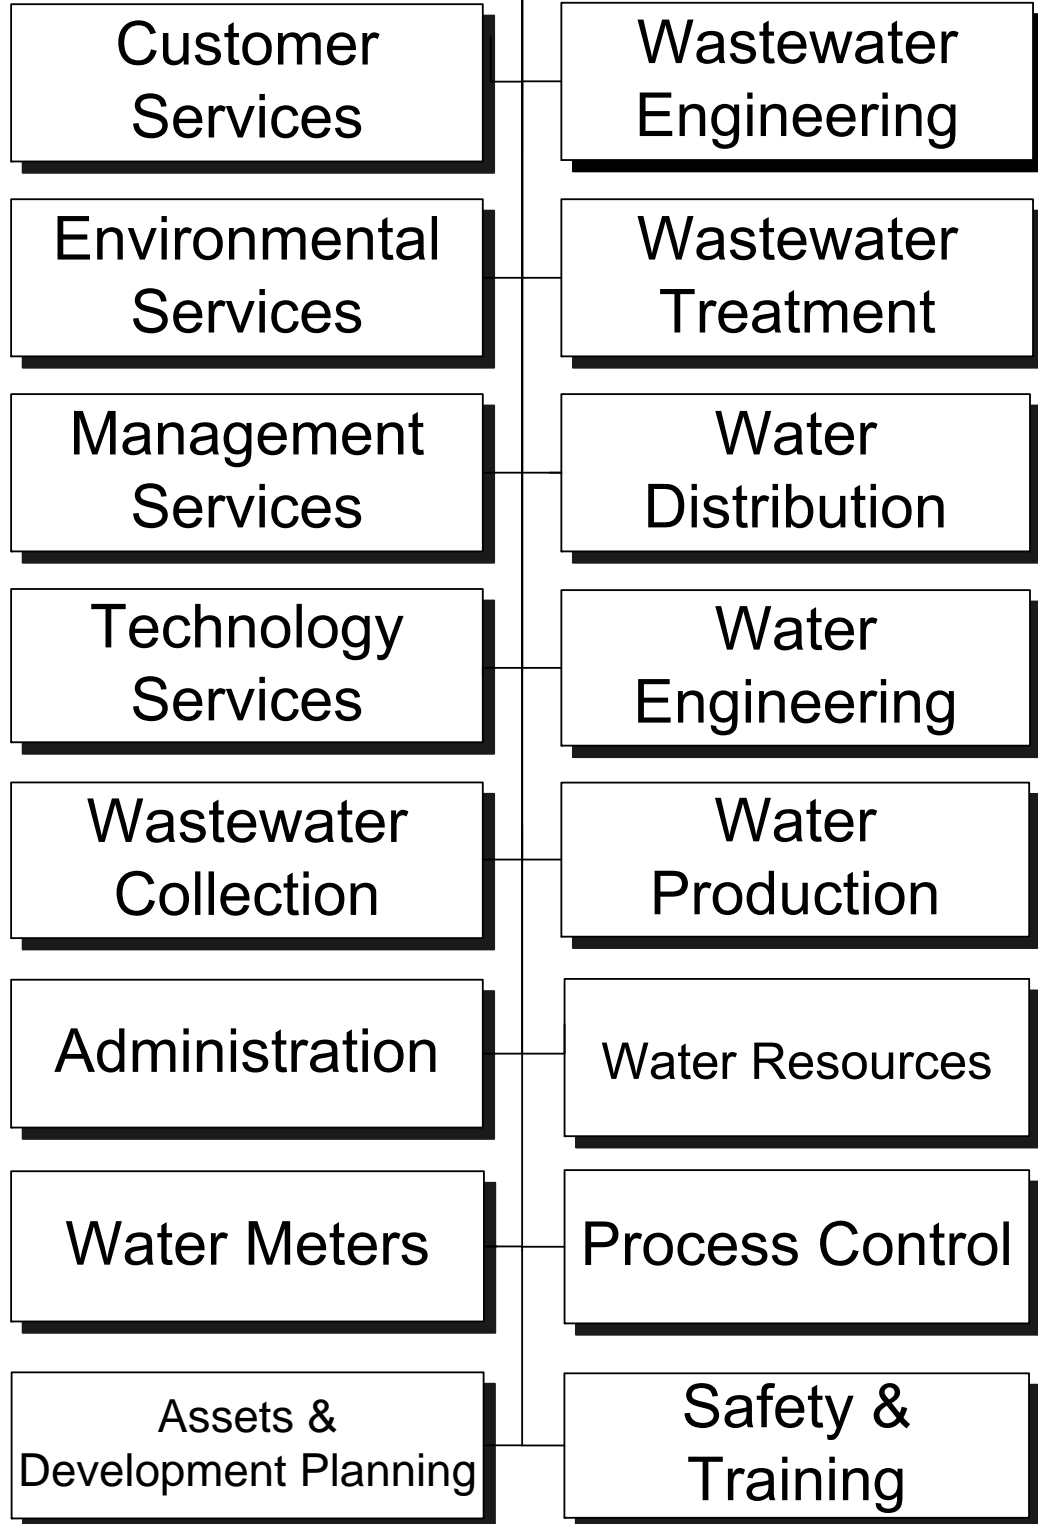 Customer
Services
Wastewater
Engineering
Environmental
Services
Wastewater
Treatment
Management
Services
Water
Distribution
Technology
Services
Water
Engineering
Wastewater
Collection
Water
Production
Administration
Water Resources
Water Meters
Process Control
Assets &
Development Planning
Safety &
Training